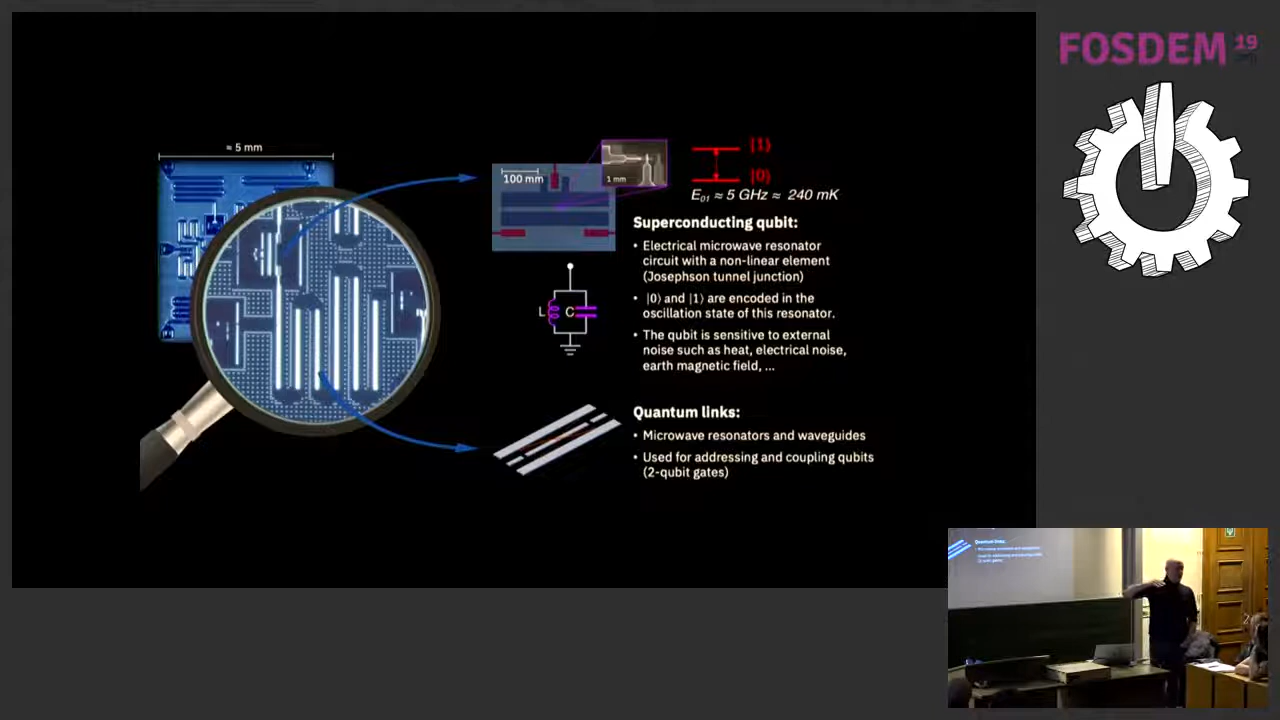 FOSDEM 19
≈ 5 mm
100 mm
1 mm
|1⟩
|0⟩
E01 ≈ 5 GHz ≈ 240 mK
Superconducting qubit:
• Electrical microwave resonator
circuit with a non-linear element
(Josephson tunnel junction)
• |0⟩ and |1⟩ are encoded in the
oscillation state of this resonator.
• The qubit is sensitive to external
noise such as heat, electrical noise,
earth magnetic field, ...
L
C
Quantum links:
• Microwave resonators and waveguides
• Used for addressing and coupling qubits
(2-qubit gates)
Quantum links: